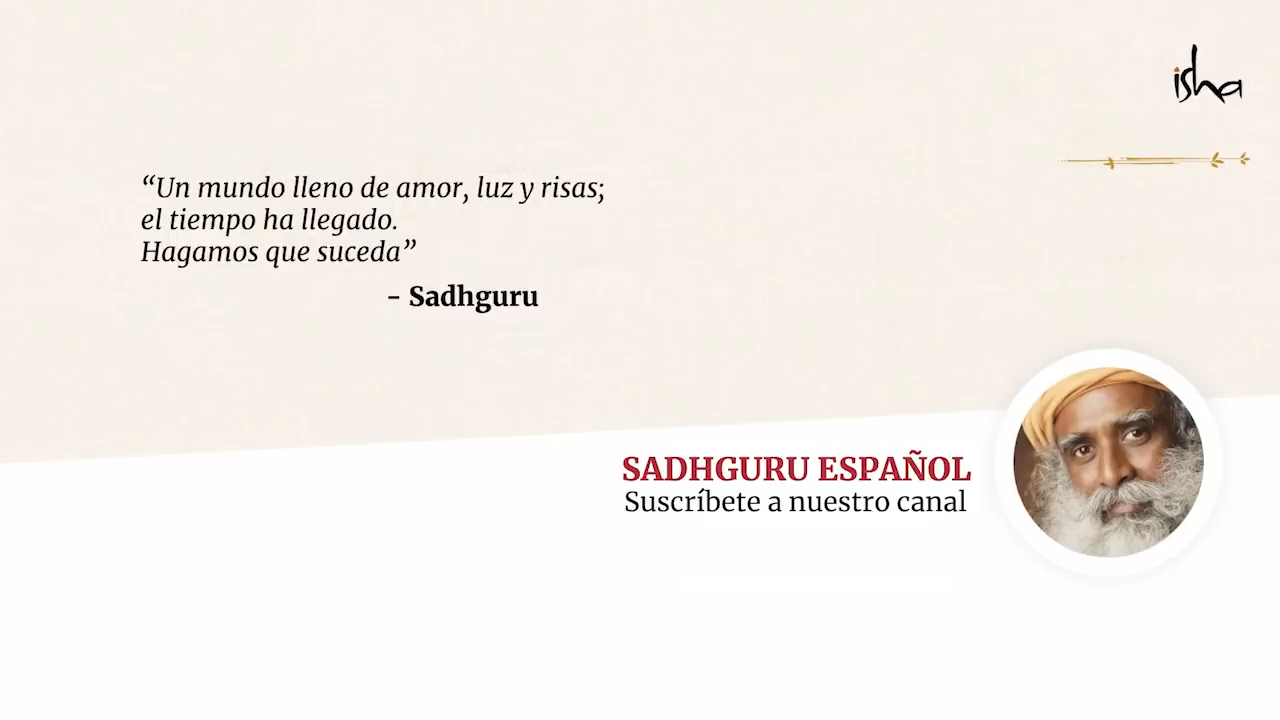 isha
“Un mundo lleno de amor, luz y risas;
el tiempo ha llegado.
Hagamos que suceda”
- Sadhguru
SADHGURU ESPAÑOL
Suscríbete a nuestro canal